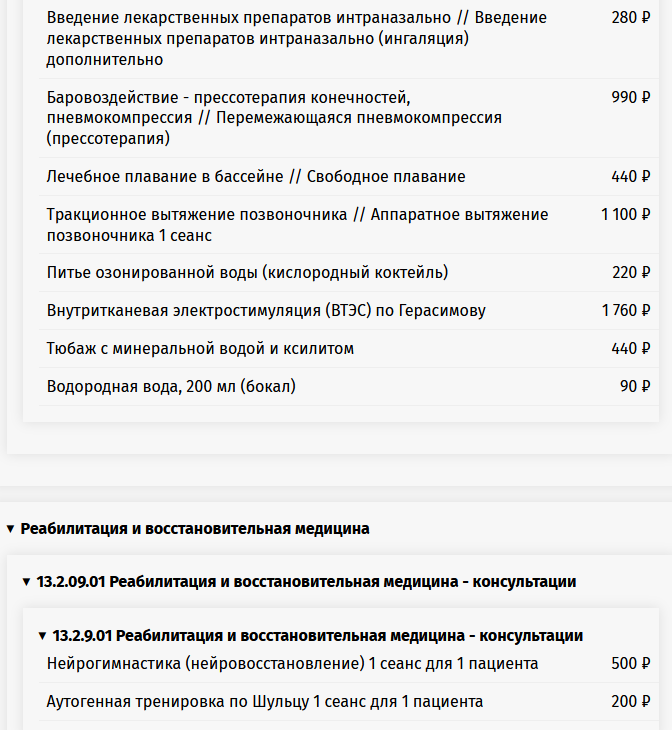 Введение лекарственных препаратов интраназально // Введение 280 ₽
лекарственных препаратов интраназально (ингаляция)
дополнительно
Баровоздействие - прессотерапия конечностей, 990 ₽
пневмокомпрессия // Перемежающаяся пневмокомпрессия
(прессотерапия)
Лечебное плавание в бассейне // Свободное плавание 440 ₽
Тракционное вытяжение позвоночника // Аппаратное вытяжение 1 100 ₽
позвоночника 1 сеанс
Питье озонированной воды (кислородный коктейль) 220 ₽
Внутритканевая электростимуляция (ВТЭС) по Герасимову 1 760 ₽
Тюбаж с минеральной водой и ксилитом 440 ₽
Водородная вода, 200 мл (бокал) 90 ₽
▾ Реабилитация и восстановительная медицина
▾ 13.2.09.01 Реабилитация и восстановительная медицина - консультации
▾ 13.2.9.01 Реабилитация и восстановительная медицина - консультации
Нейрогимнастика (нейровосстановление) 1 сеанс для 1 пациента 500 ₽
Аутогенная тренировка по Шульцу 1 сеанс для 1 пациента 200 ₽